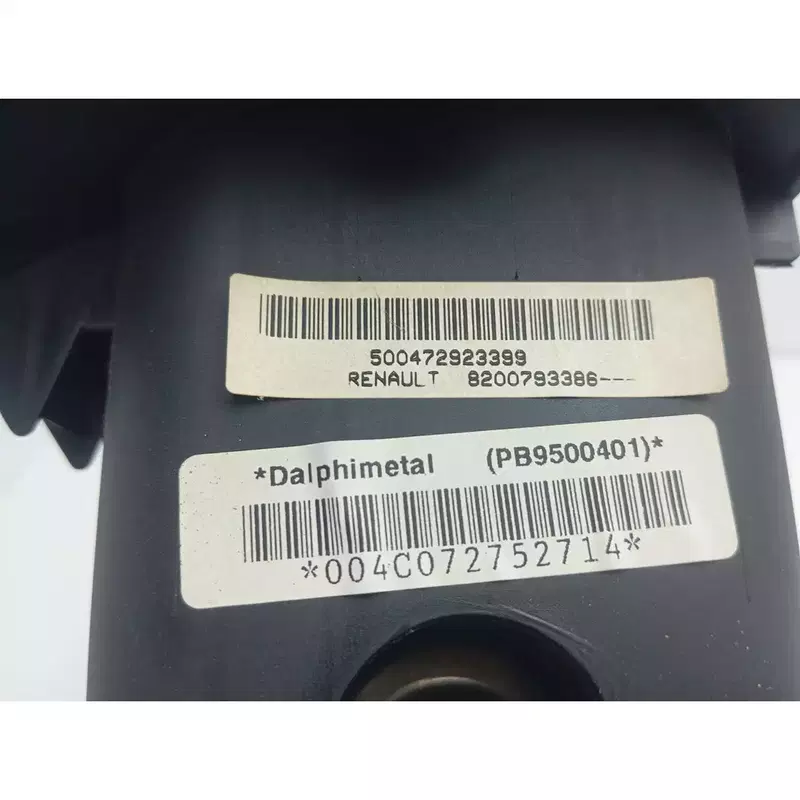 500472923399
RENAULT 8200793386---
*Dalphimetal (PB9500401)*
*004C072752714*